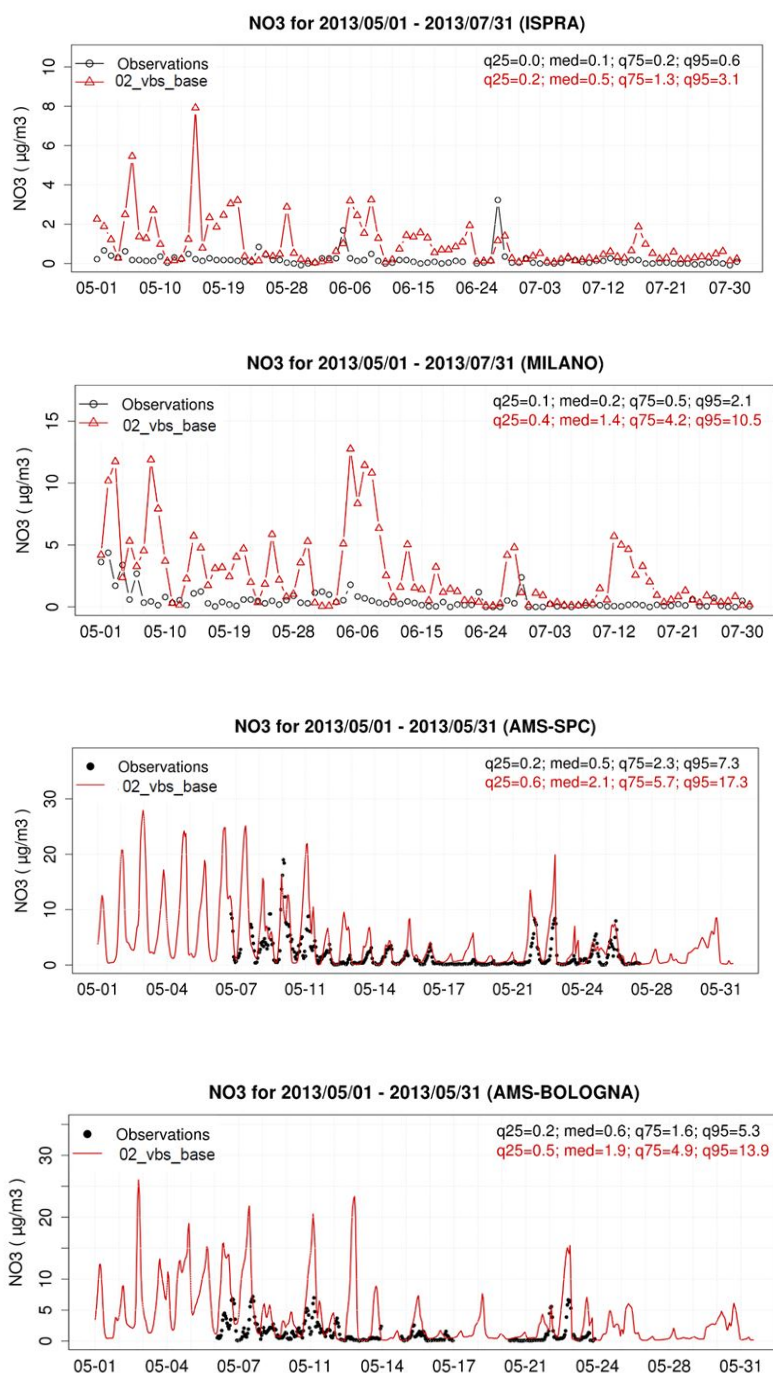 NO3 for 2013/05/01 - 2013/07/31 (ISPRA)
Observations
02_vbs_base
q25=0.0; med=0.1; q75=0.2; q95=0.6
q25=0.2; med=0.5; q75=1.3; q95=3.1
NO3 ( µg/m3 )
10
8
6
4
2
0
05-01 05-10 05-19 05-28 06-06 06-15 06-24 07-03 07-12 07-21 07-30
NO3 for 2013/05/01 - 2013/07/31 (MILANO)
Observations
02_vbs_base
q25=0.1; med=0.2; q75=0.5; q95=2.1
q25=0.4; med=1.4; q75=4.2; q95=10.5
NO3 ( µg/m3 )
15
10
5
0
05-01 05-10 05-19 05-28 06-06 06-15 06-24 07-03 07-12 07-21 07-30
NO3 for 2013/05/01 - 2013/05/31 (AMS-SPC)
Observations
02_vbs_base
q25=0.2; med=0.5; q75=2.3; q95=7.3
q25=0.6; med=2.1; q75=5.7; q95=17.3
NO3 ( µg/m3 )
30
20
10
0
05-01 05-04 05-07 05-11 05-14 05-17 05-21 05-24 05-28 05-31
NO3 for 2013/05/01 - 2013/05/31 (AMS-BOLOGNA)
Observations
02_vbs_base
q25=0.2; med=0.6; q75=1.6; q95=5.3
q25=0.5; med=1.9; q75=4.9; q95=13.9
NO3 ( µg/m3 )
30
20
10
5
0
05-01 05-04 05-07 05-11 05-14 05-17 05-21 05-24 05-28 05-31